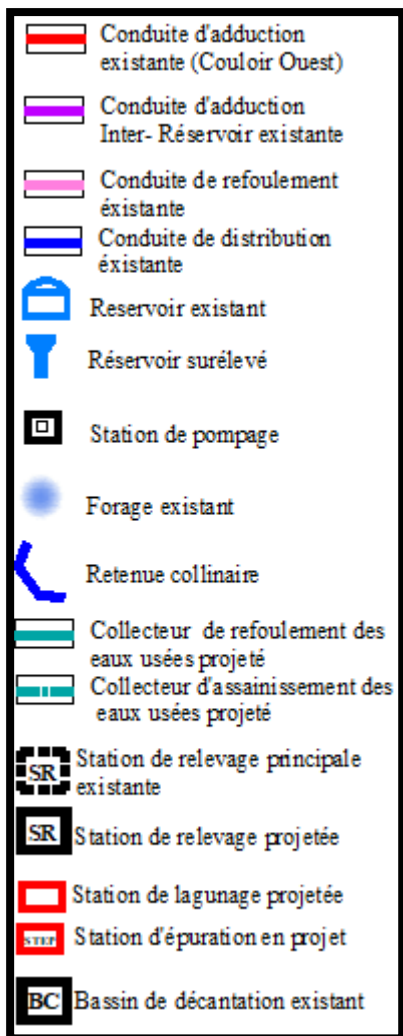 Conduite d'adduction
existante (Couloir Ouest)
Conduite d'adduction
Inter- Réservoir existante
Conduite de refoulement
éxistante
Conduite de distribution
éxistante
Reservoir existant
Réservoir surélevé
Station de pompage
Forage existant
Retenue collinaire
Collecteur de refoulement des
eaux usées projeté
Collecteur d'assainissement des
eaux usées projeté
SR Station de relevage principale
existante
SR Station de relevage projetée
Station de lagunage projetée
STEP Station d'épuration en projet
BC Bassin de décantation existant